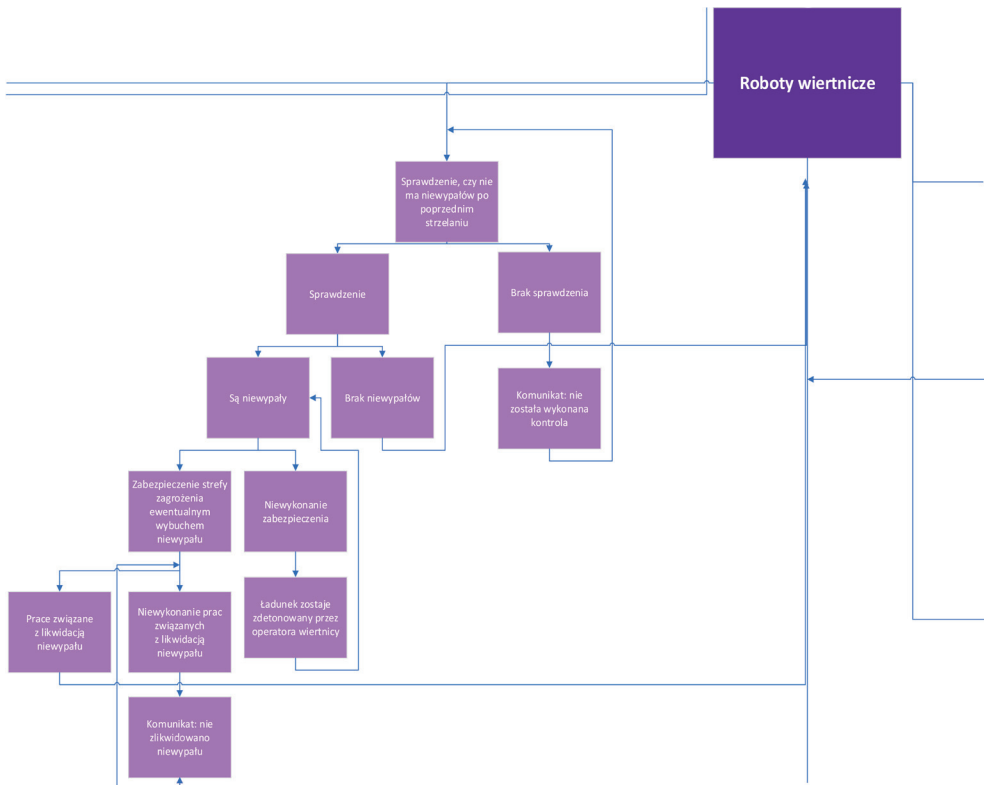 Roboty wiertnicze
Sprawdzenie, czy nie
ma niewypałów po
poprzednim
strzelaniu
Sprawdzenie
Brak sprawdzenia
Są niewypały
Brak niewypałów
Komunikat: nie
została wykonana
kontrola
Zabezpieczenie strefy
zagrożenia
ewentualnym
wybuchem
niewypału
Niewykonanie
zabezpieczenia
Prace związane
z likwidacją
niewypału
Niewykonanie prac
związanych
z likwidacją
niewypału
Ładunek zostaje
zdetonowany przez
operatora wiertnicy
Komunikat: nie
zlikwidowano
niewypału